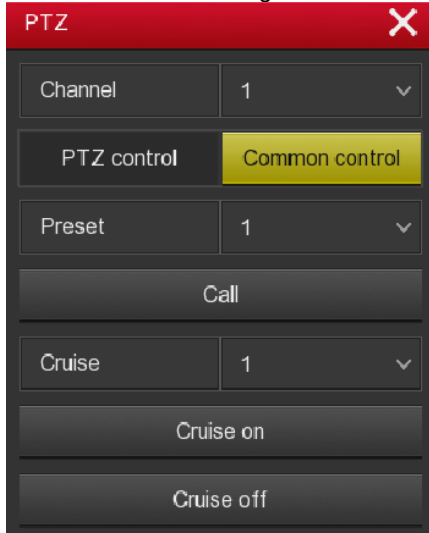 PTZ
Channel 1
PTZ control Common control
Preset 1
Call
Cruise 1
Cruise on
Cruise off